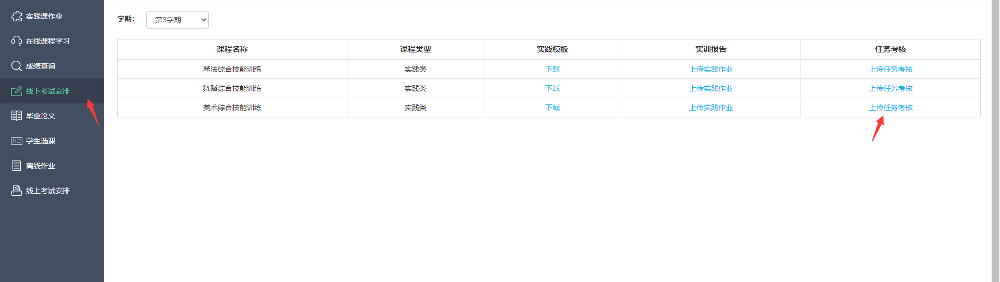 实践课作业
在线课程学习
成绩查询
线下考试安排
毕业论文
学生选课
离线作业
线上考试安排
学期： 第3学期
课程名称 课程类型 实践模板 实训报告 任务考核
琴法综合技能训练 实践类 下载 上传实践作业 上传任务考核
舞蹈综合技能训练 实践类 下载 上传实践作业 上传任务考核
美术综合技能训练 实践类 下载 上传实践作业 上传任务考核